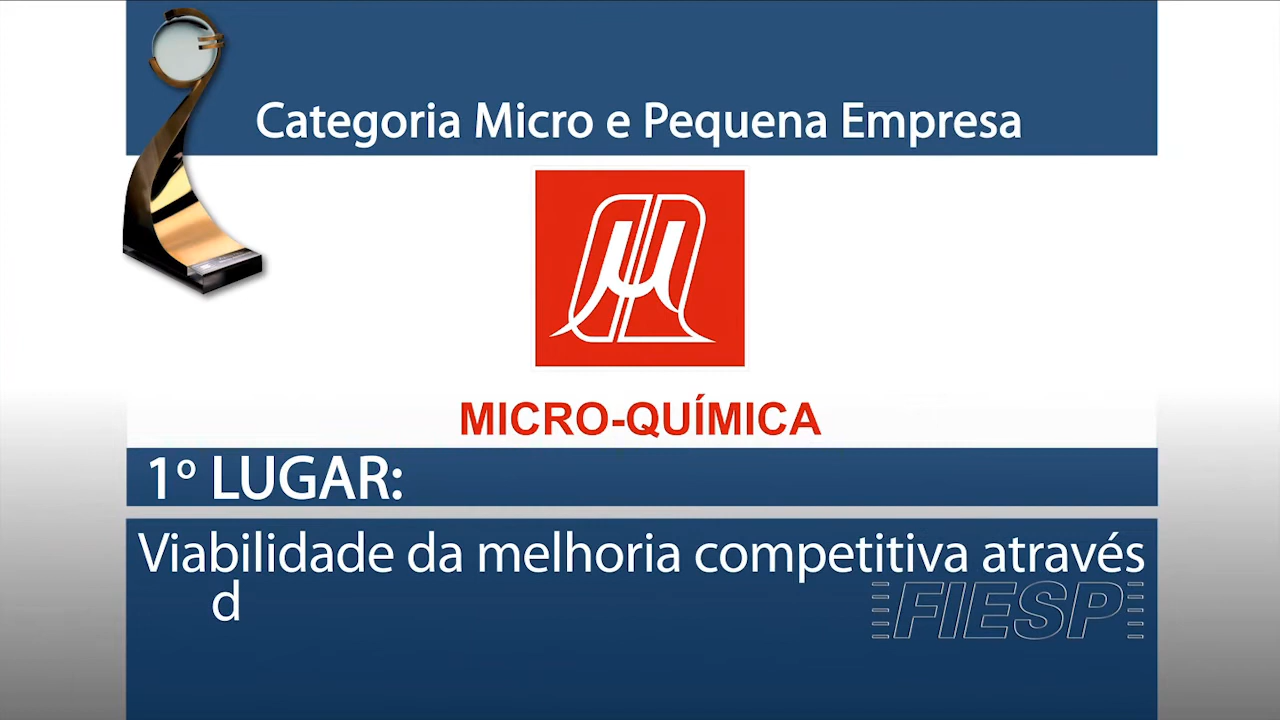 Categoria Micro e Pequena Empresa
MICRO-QUÍMICA
1º LUGAR:
Viabilidade da melhoria competitiva através
d
FIESP